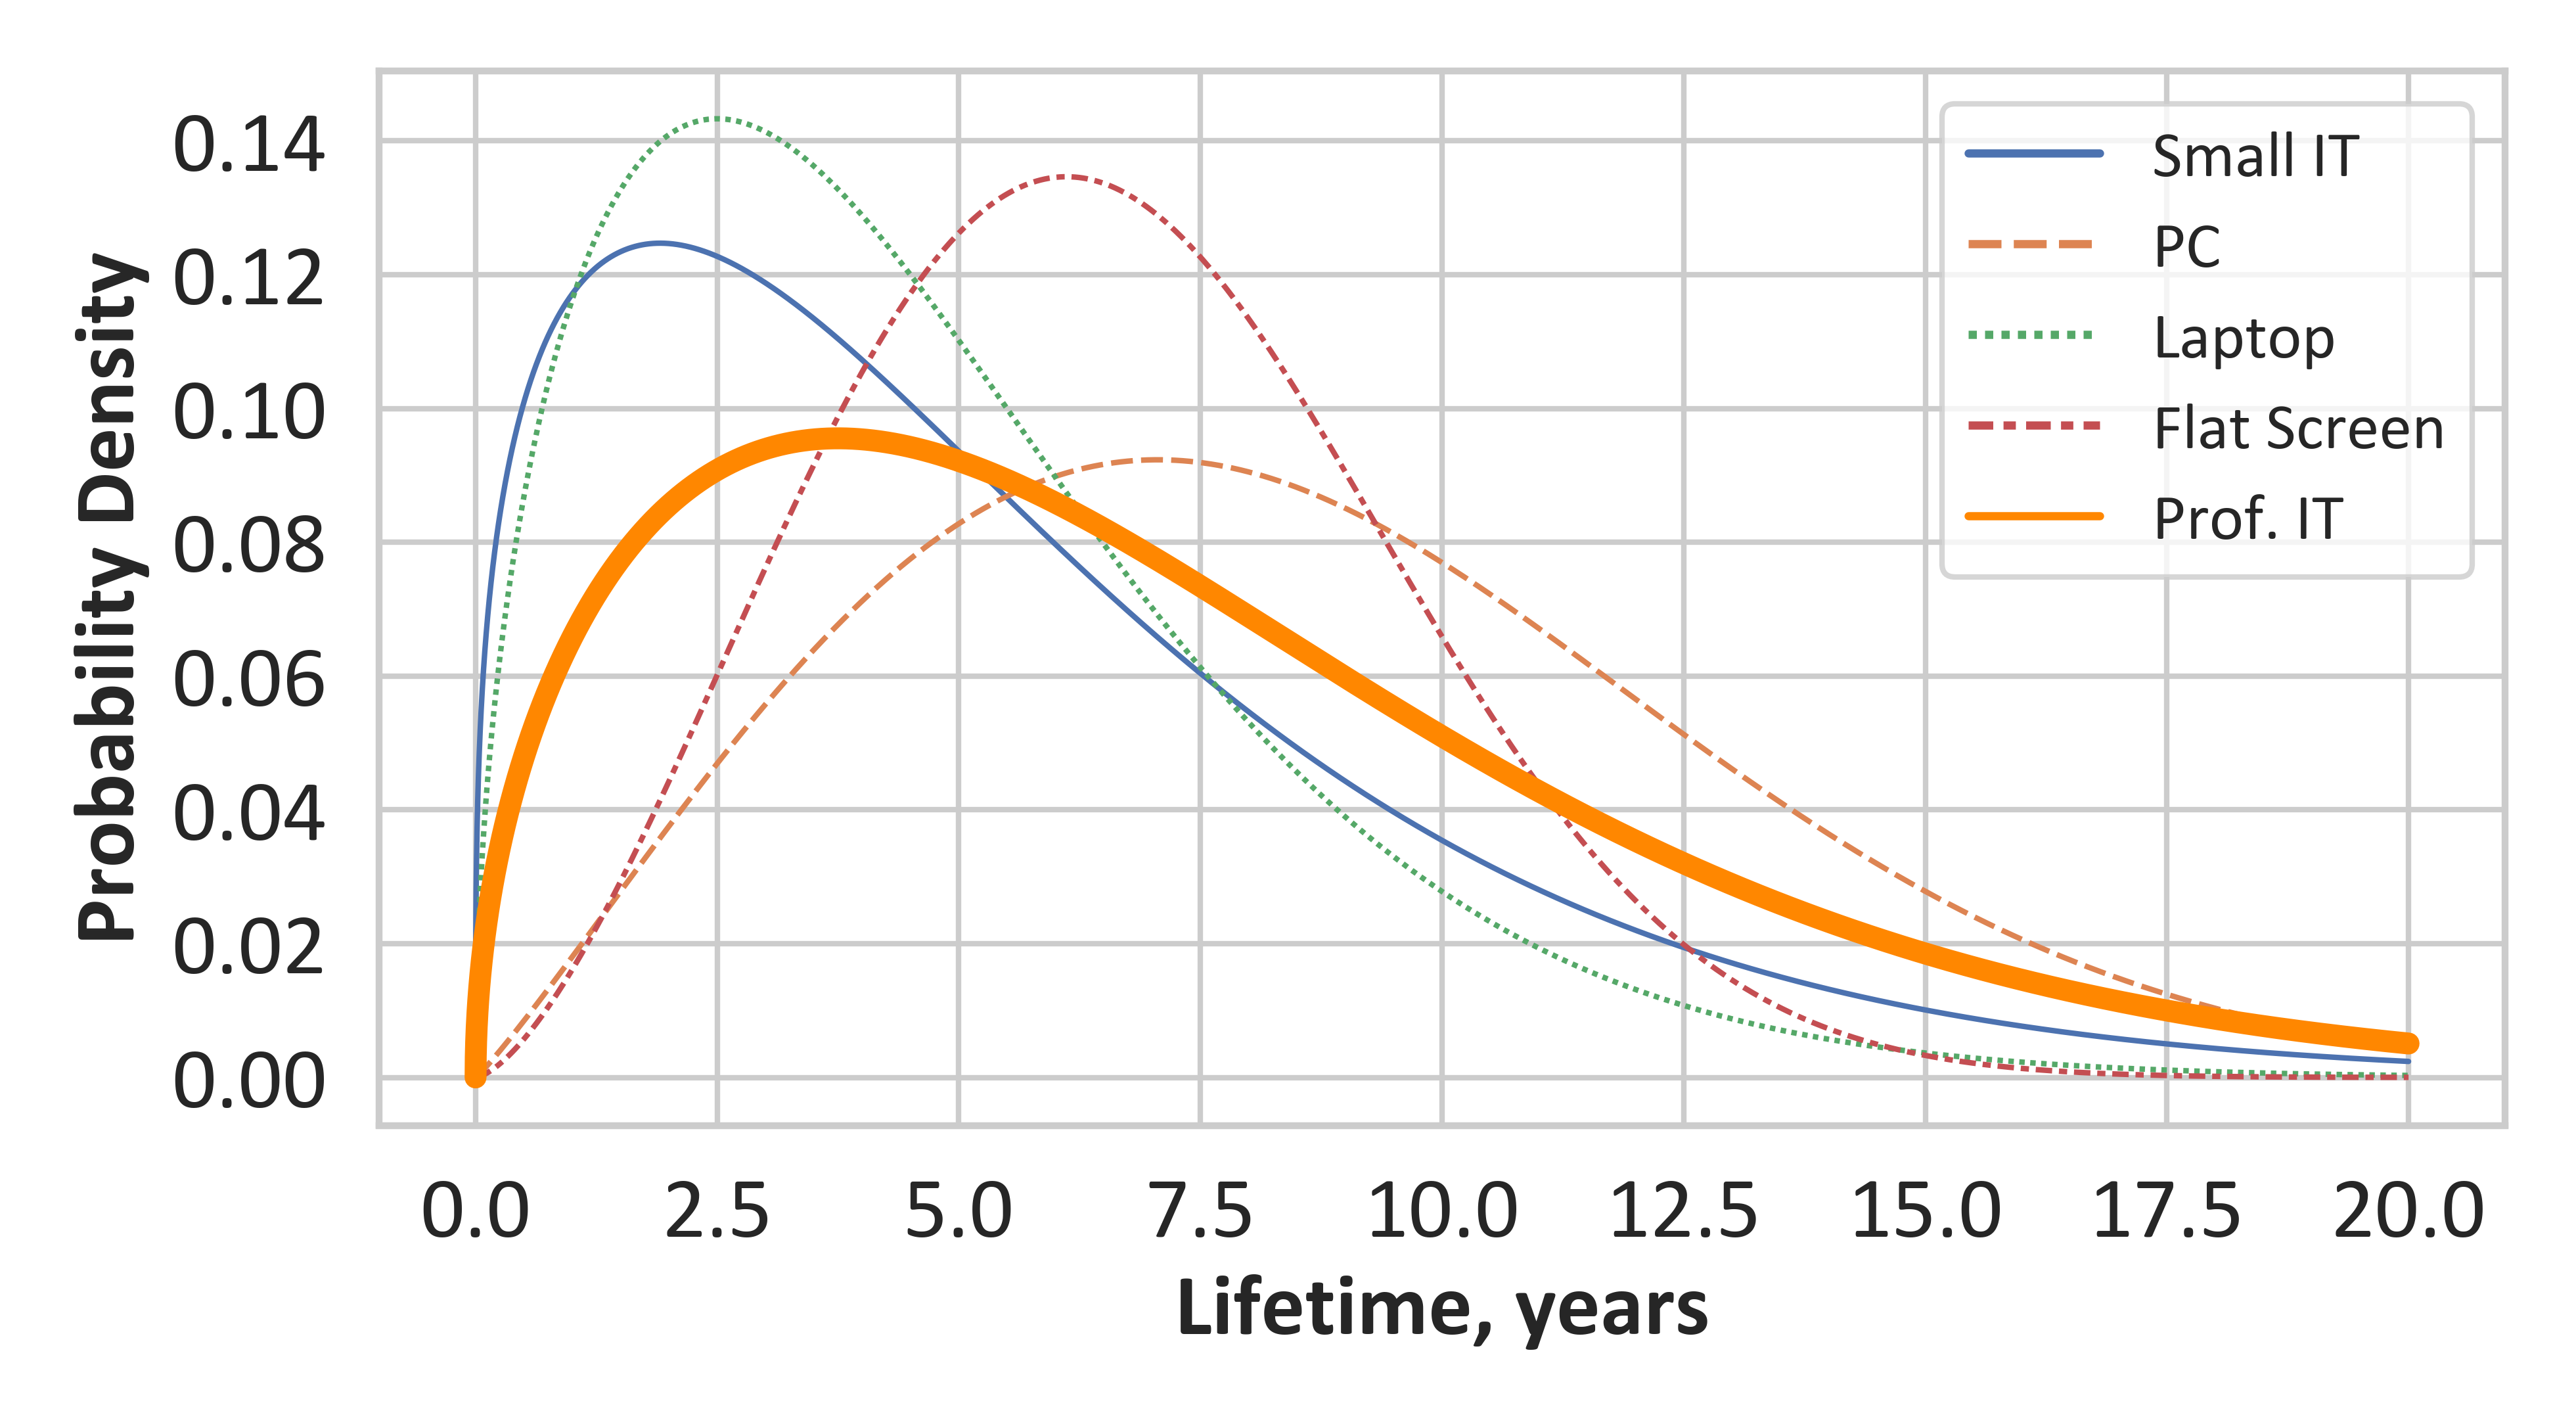 0.14
0.12
0.10
0.08
0.06
0.04
0.02
0.00
Probability Density
0.0 2.5 5.0 7.5 10.0 12.5 15.0 17.5 20.0
Lifetime, years
Small IT
PC
Laptop
Flat Screen
Prof. IT